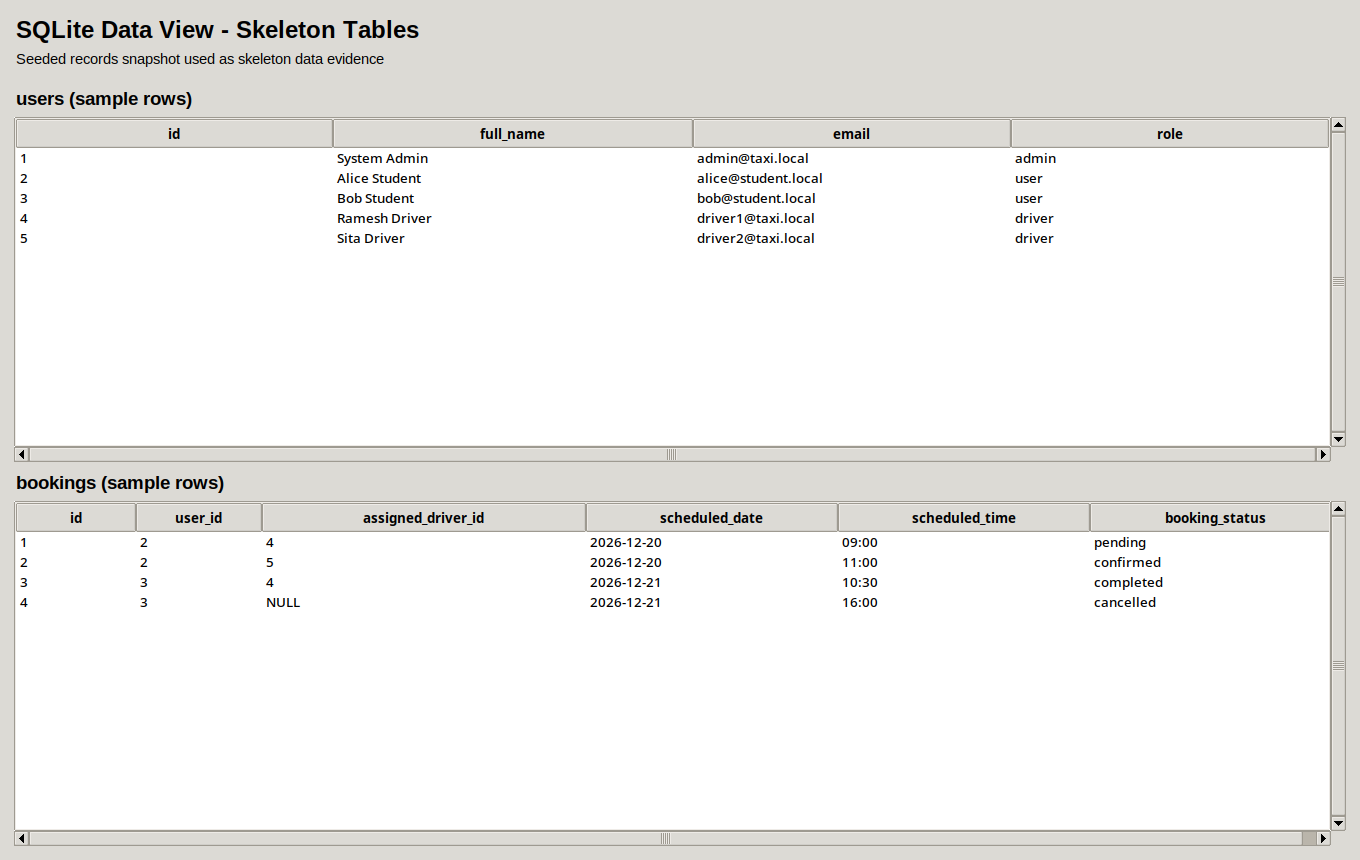 SQLite Data View - Skeleton Tables
Seeded records snapshot used as skeleton data evidence
users (sample rows)
id full_name email role
1 System Admin admin@taxi.local admin
2 Alice Student alice@student.local user
3 Bob Student bob@student.local user
4 Ramesh Driver driver1@taxi.local driver
5 Sita Driver driver2@taxi.local driver
bookings (sample rows)
id user_id assigned_driver_id scheduled_date scheduled_time booking_status
1 2 4 2026-12-20 09:00 pending
2 2 5 2026-12-20 11:00 confirmed
3 3 4 2026-12-21 10:30 completed
4 3 NULL 2026-12-21 16:00 cancelled